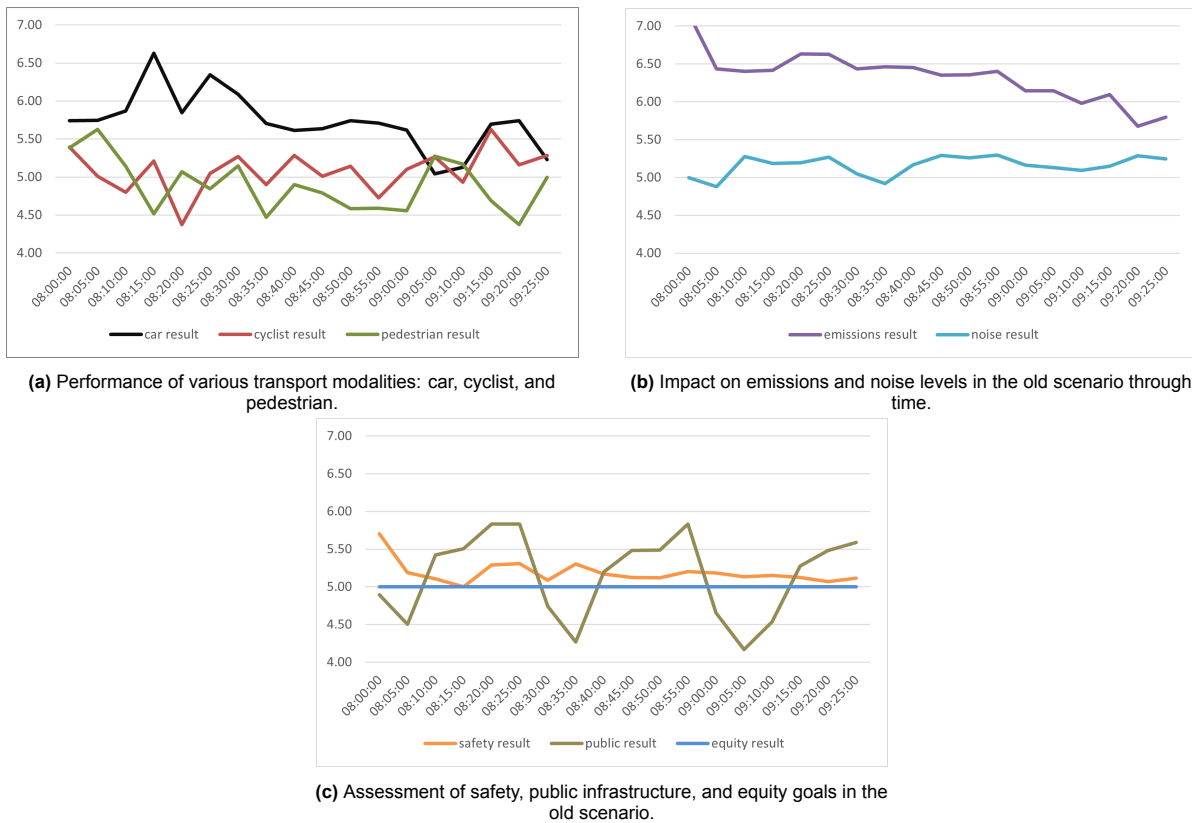 7.00
6.50
6.00
5.50
5.00
4.50
4.00
08:00:00 08:05:00 08:10:00 08:15:00 08:20:00 08:25:00 08:30:00 08:35:00 08:40:00 08:45:00 08:50:00 08:55:00 09:00:00 09:05:00 09:10:00 09:15:00 09:20:00 09:25:00
car result cyclist result pedestrian result
(a) Performance of various transport modalities: car, cyclist, and
pedestrian.
7.00
6.50
6.00
5.50
5.00
4.50
4.00
08:00:00 08:05:00 08:10:00 08:15:00 08:20:00 08:25:00 08:30:00 08:35:00 08:40:00 08:45:00 08:50:00 08:55:00 09:00:00 09:05:00 09:10:00 09:15:00 09:20:00 09:25:00
emissions result noise result
(b) Impact on emissions and noise levels in the old scenario through
time.
7.00
6.50
6.00
5.50
5.00
4.50
4.00
08:00:00 08:05:00 08:10:00 08:15:00 08:20:00 08:25:00 08:30:00 08:35:00 08:40:00 08:45:00 08:50:00 08:55:00 09:00:00 09:05:00 09:10:00 09:15:00 09:20:00 09:25:00
safety result public result equity result
(c) Assessment of safety, public infrastructure, and equity goals in the
old scenario.